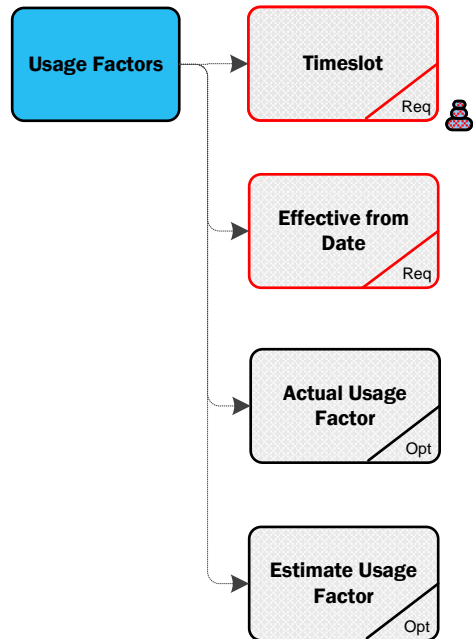 Usage Factors
Timeslot
Req
Effective from
Date
Req
Actual Usage
Factor
Opt
Estimate Usage
Factor
Opt